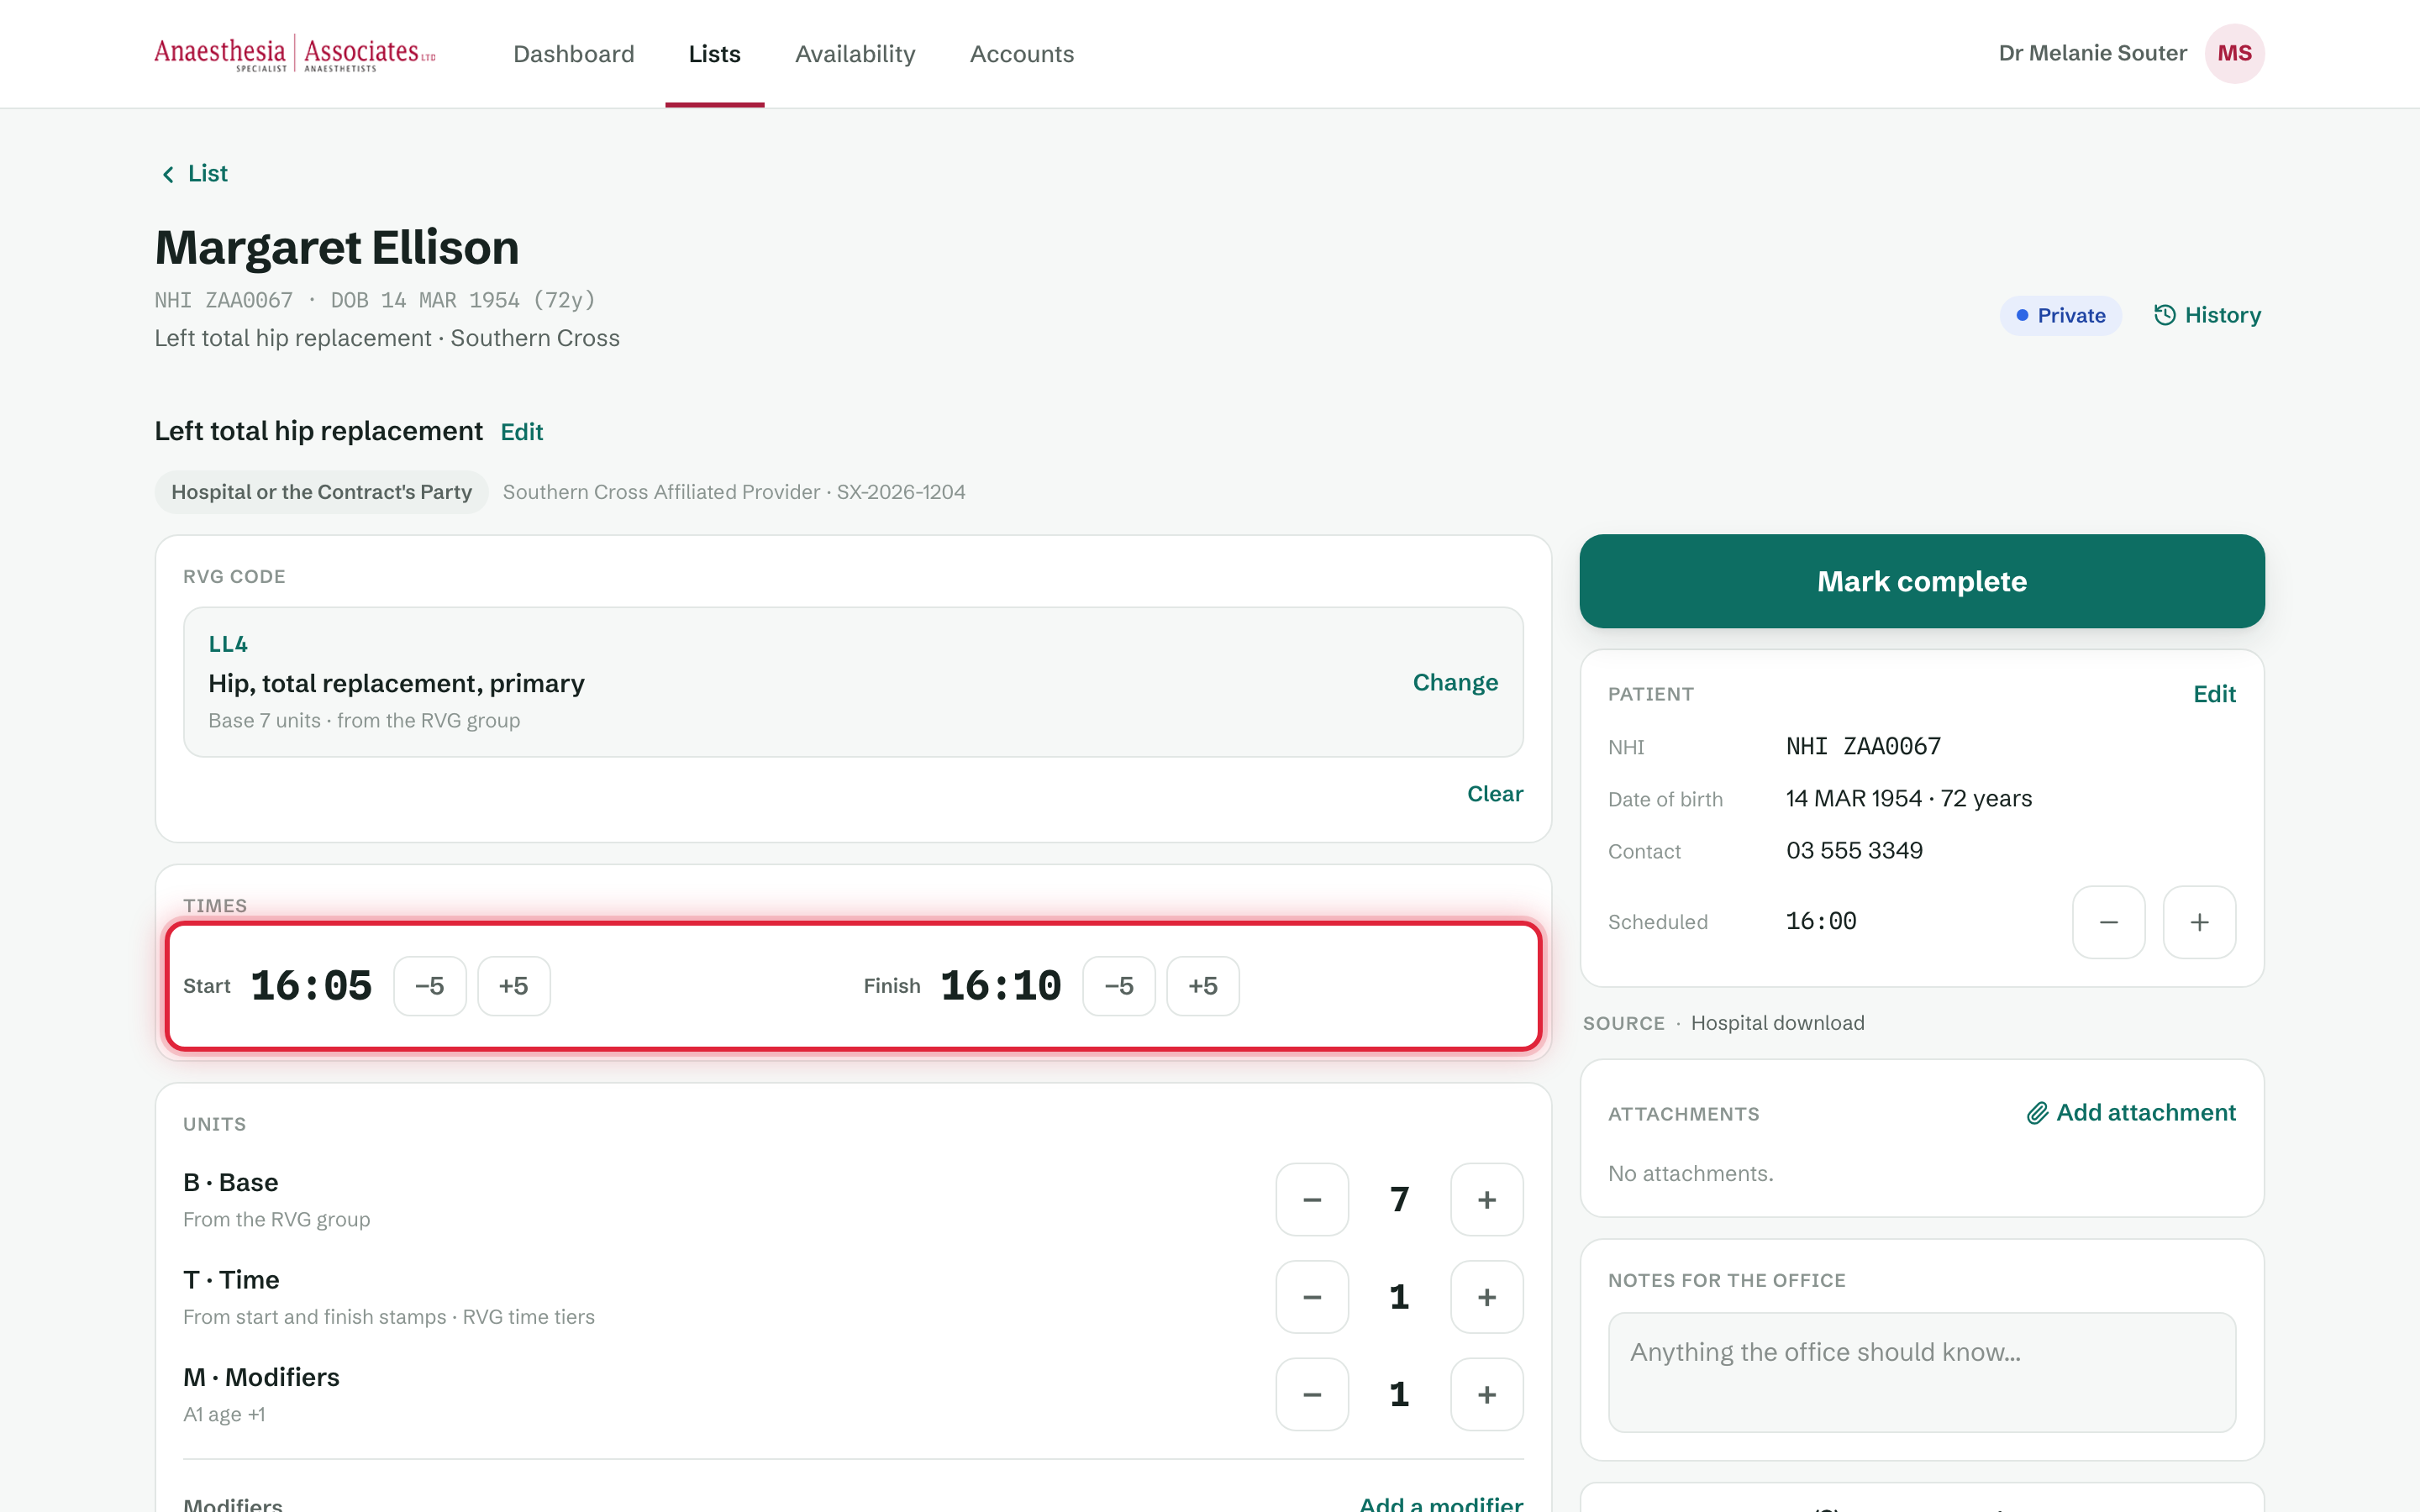 Anaesthesia | Associates LTD
SPECIALIST ANAESTHETISTS
Dashboard
Lists
Availability
Accounts
Dr Melanie Souter
MS
List
Margaret Ellison
NHI ZAA0067 · DOB 14 MAR 1954 (72y)
Left total hip replacement · Southern Cross
Private
History
Left total hip replacement Edit
Hospital or the Contract's Party Southern Cross Affiliated Provider · SX-2026-1204
RVG CODE
LL4
Hip, total replacement, primary
Base 7 units · from the RVG group
Change
Clear
TIMES
Start 16:05 −5 +5
Finish 16:10 −5 +5
UNITS
B · Base
From the RVG group
− 7 +
T · Time
From start and finish stamps · RVG time tiers
− 1 +
M · Modifiers
A1 age +1
− 1 +
Modifiers
Add a modifier
Mark complete
PATIENT
Edit
NHI NHI ZAA0067
Date of birth 14 MAR 1954 · 72 years
Contact 03 555 3349
Scheduled 16:00 − +
SOURCE · Hospital download
ATTACHMENTS
Add attachment
No attachments.
NOTES FOR THE OFFICE
Anything the office should know...